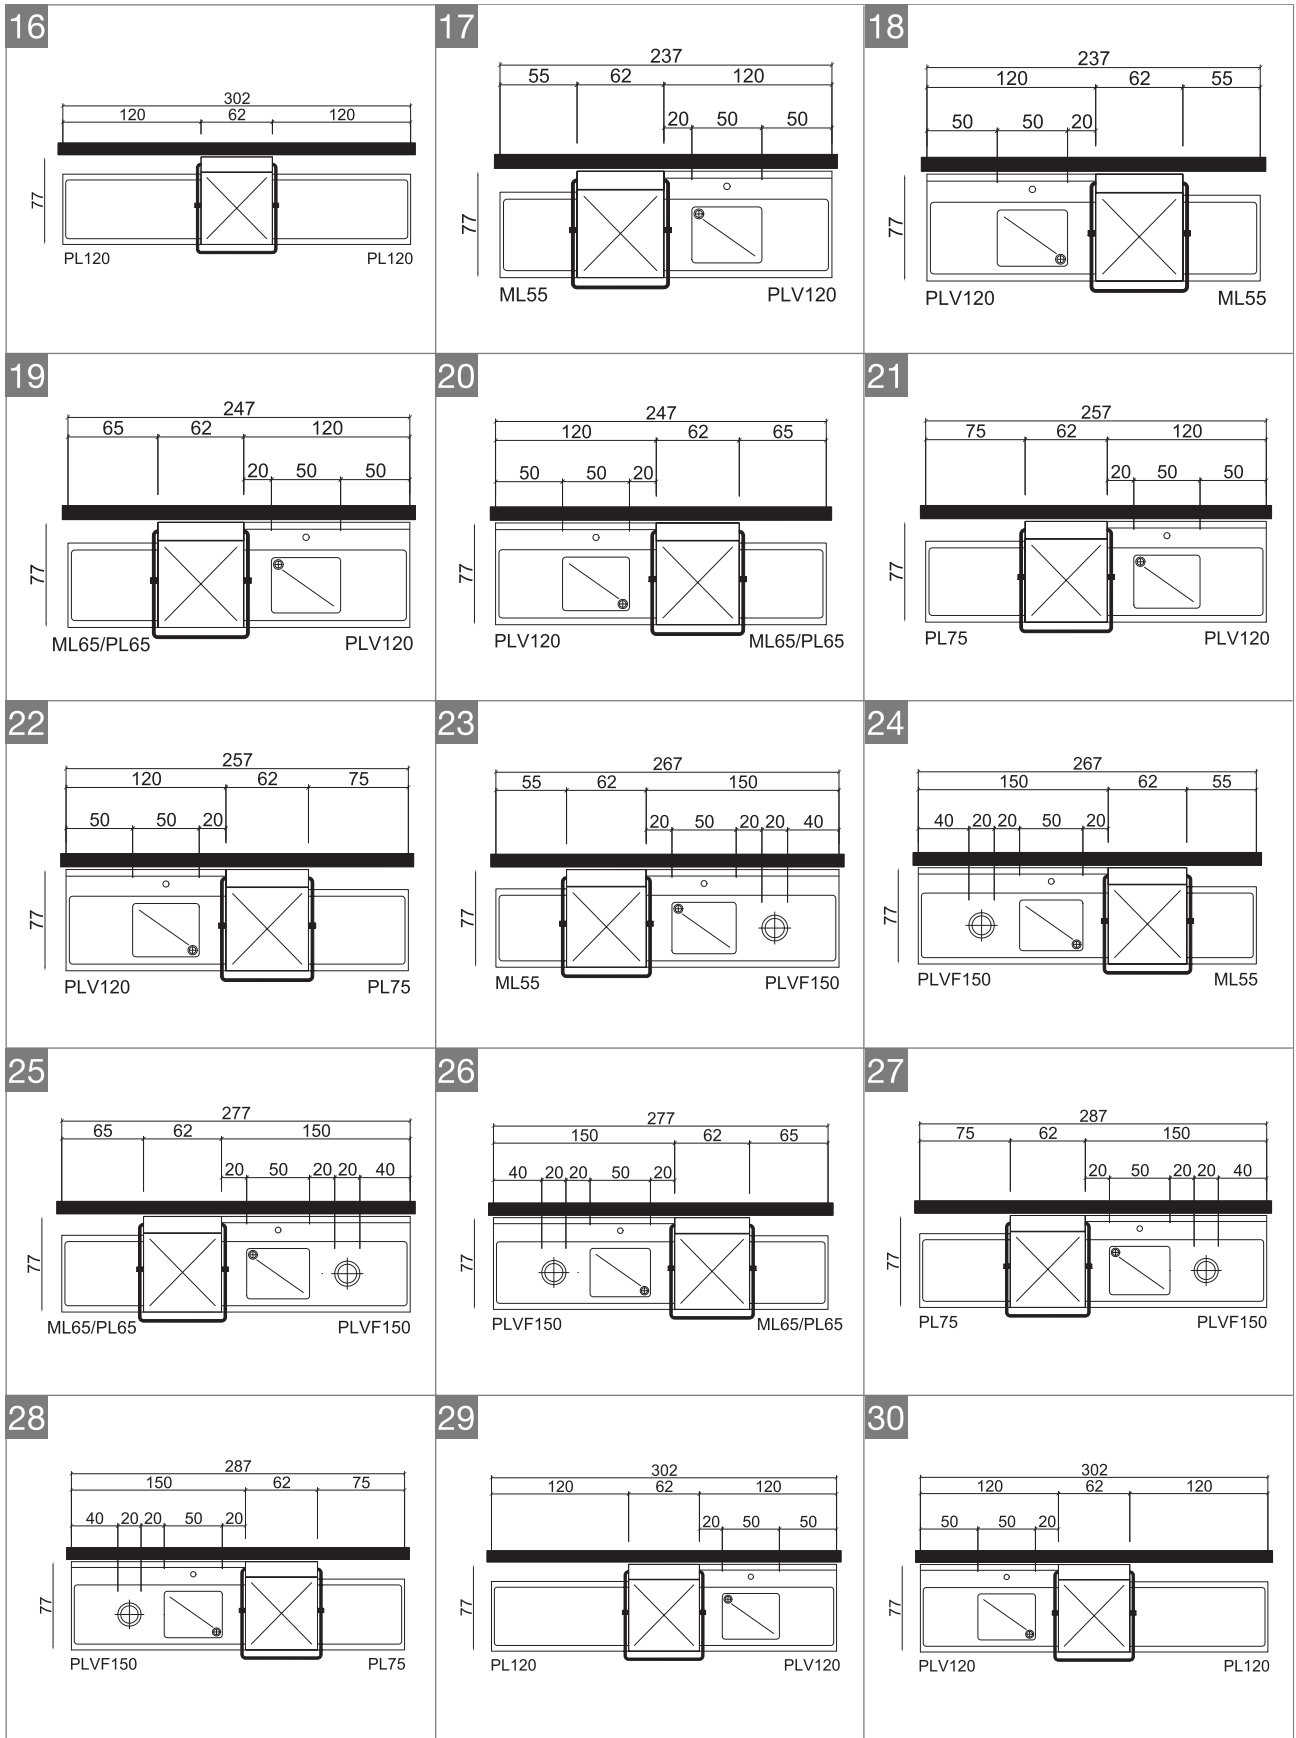 16
302
120 62 120
77
PL120 PL120
17
237
55 62 120
20 50 50
77
ML55 PLV120
18
237
120 62 55
50 50 20
77
PLV120 ML55
19
247
65 62 120
20 50 50
77
ML65/PL65 PLV120
20
247
120 62 65
50 50 20
77
PLV120 ML65/PL65
21
257
75 62 120
20 50 50
77
PL75 PLV120
22
257
120 62 75
50 50 20
77
PLV120 PL75
23
267
55 62 150
20 50 20 20 40
77
ML55 PLVF150
24
267
150 62 55
40 20 20 50 20
77
PLVF150 ML55
25
277
65 62 150
20 50 20 20 40
77
ML65/PL65 PLVF150
26
277
150 62 65
40 20 20 50 20
77
PLVF150 ML65/PL65
27
287
75 62 150
20 50 20 20 40
77
PL75 PLVF150
28
287
150 62 75
40 20 20 50 20
77
PLVF150 PL75
29
302
120 62 120
20 50 50
77
PL120 PLV120
30
302
120 62 120
50 50 20
77
PLV120 PL120